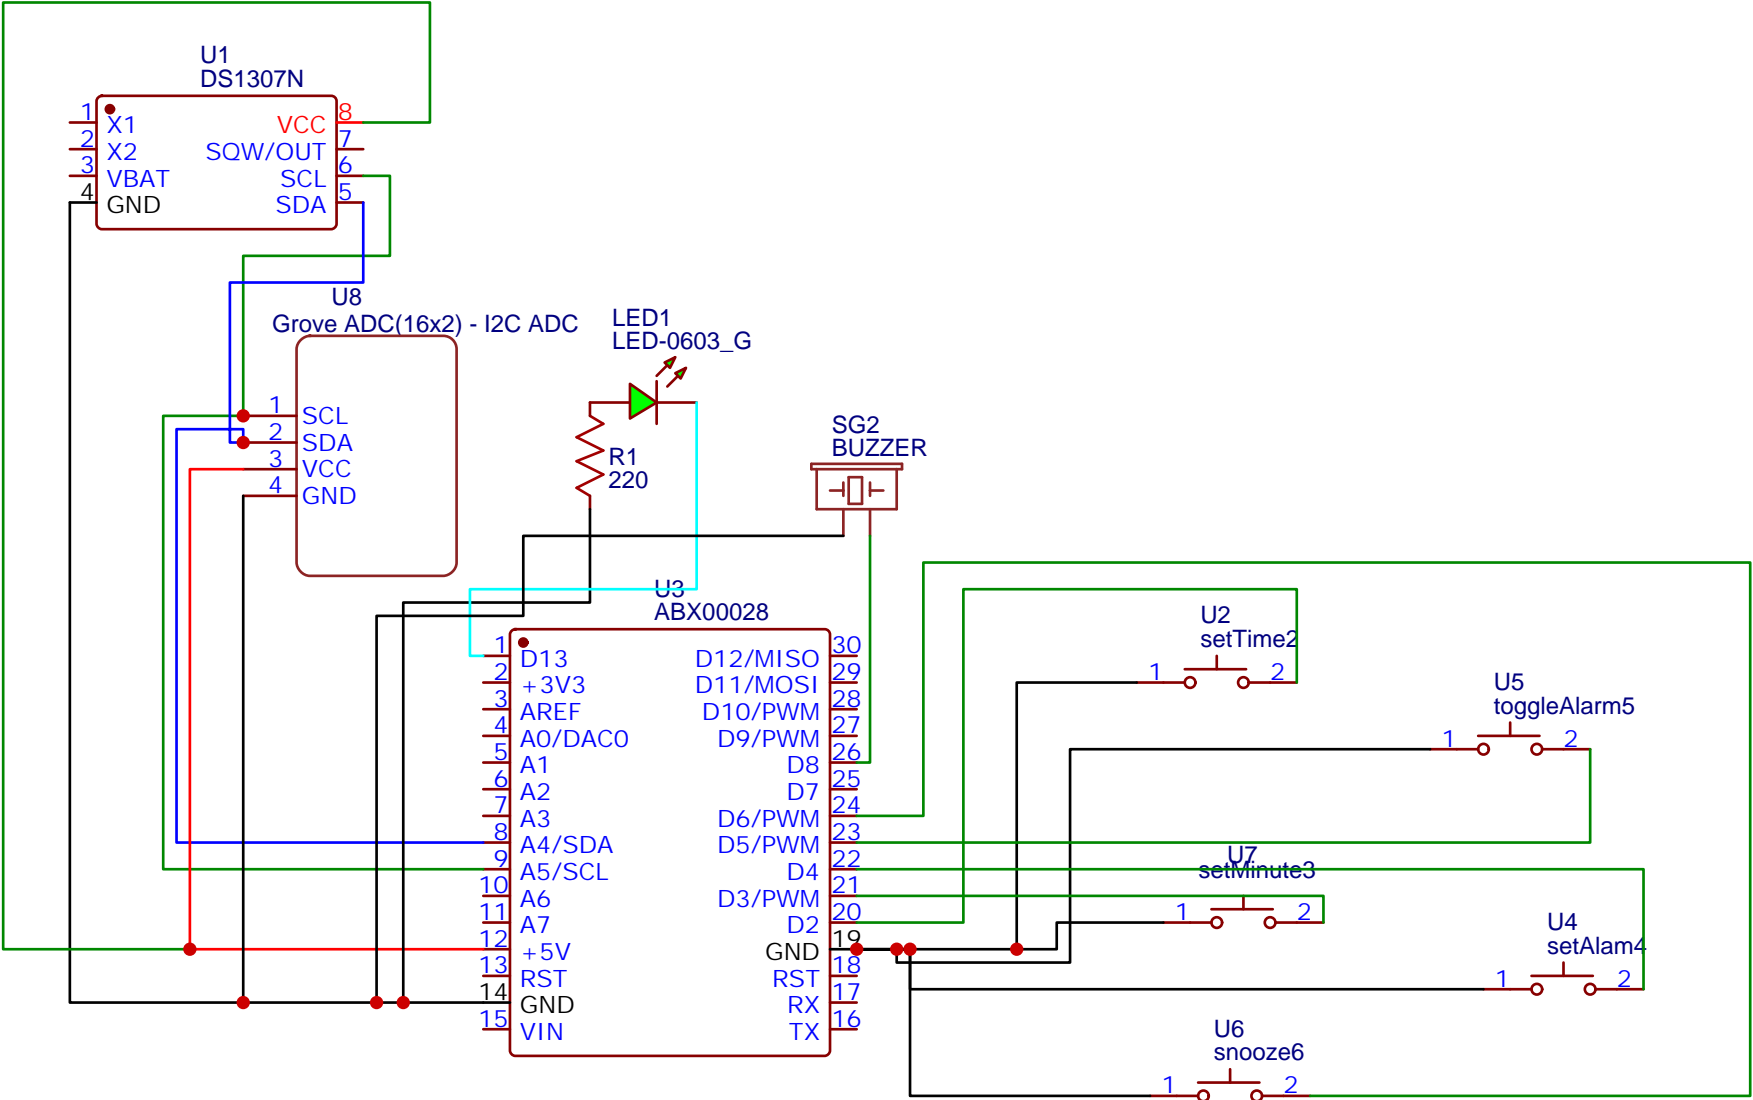 U1
DS1307N
1 X1
2 X2
3 VBAT
4 GND
VCC 8
SQW/OUT 7
SCL 6
SDA 5
U8
Grove ADC(16x2) - I2C ADC
1 SCL
2 SDA
3 VCC
4 GND
LED1
LED-0603_G
R1
220
SG2
BUZZER
U3
ABX00028
1 D13
2 +3V3
3 AREF
4 A0/DAC0
5 A1
6 A2
7 A3
8 A4/SDA
9 A5/SCL
10 A6
11 A7
12 +5V
13 RST
14 GND
15 VIN
D12/MISO 30
D11/MOSI 29
D10/PWM 28
D9/PWM 27
D8 26
D7 25
D6/PWM 24
D5/PWM 23
D4 22
D3/PWM 21
D2 20
GND 19
RST 18
RX 17
TX 16
U2
setTime2
1 2
U5
toggleAlarm5
1 2
U7
setMinute3
1 2
U4
setAlam4
1 2
U6
snooze6
1 2